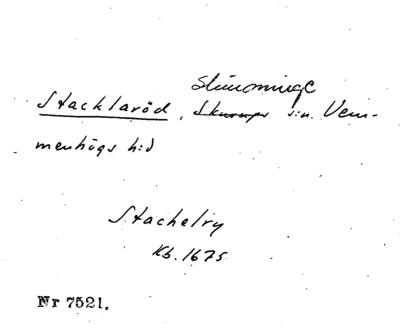 Slimminge
Stacklaröd, Skurups s:n. Vem-
menhögs h:d
Stachelry
Kb. 1675
Nr 7521.